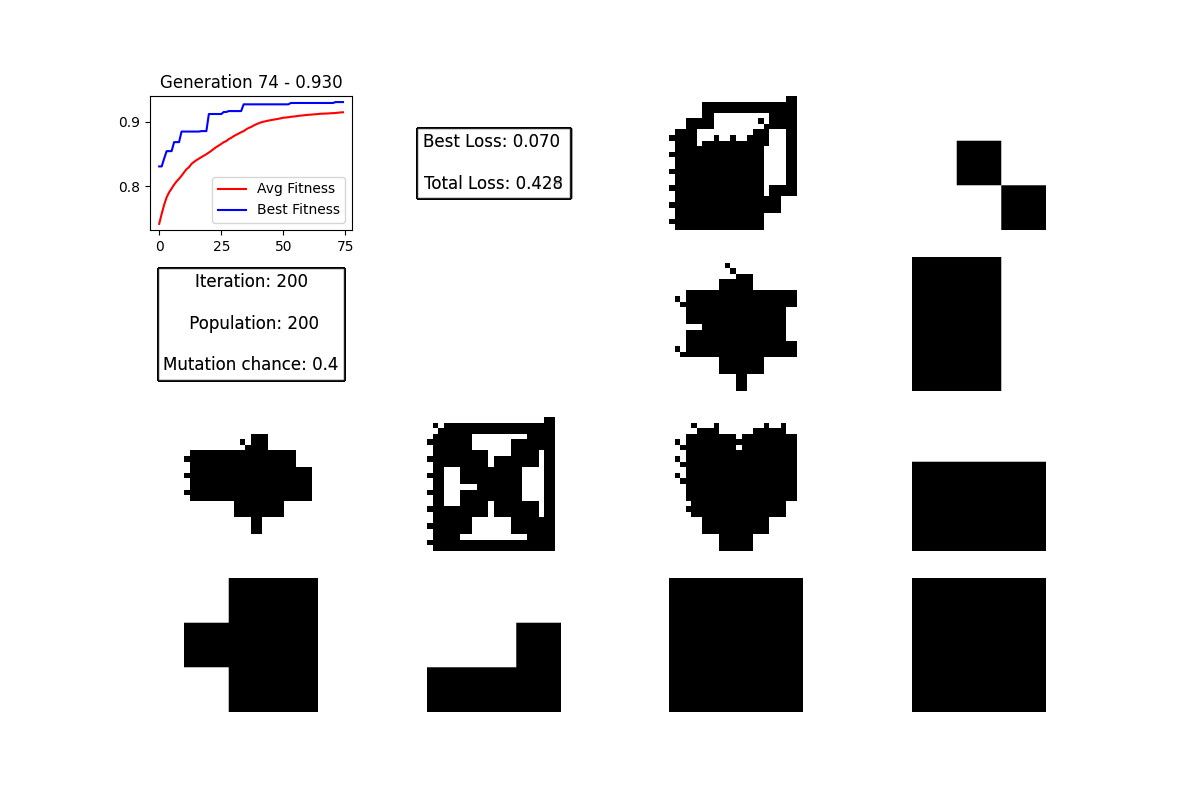 Generation 74 - 0.930
0.9
0.8
Avg Fitness
Best Fitness
0 25 50 75
Best Loss: 0.070
Total Loss: 0.428
Iteration: 200
Population: 200
Mutation chance: 0.4